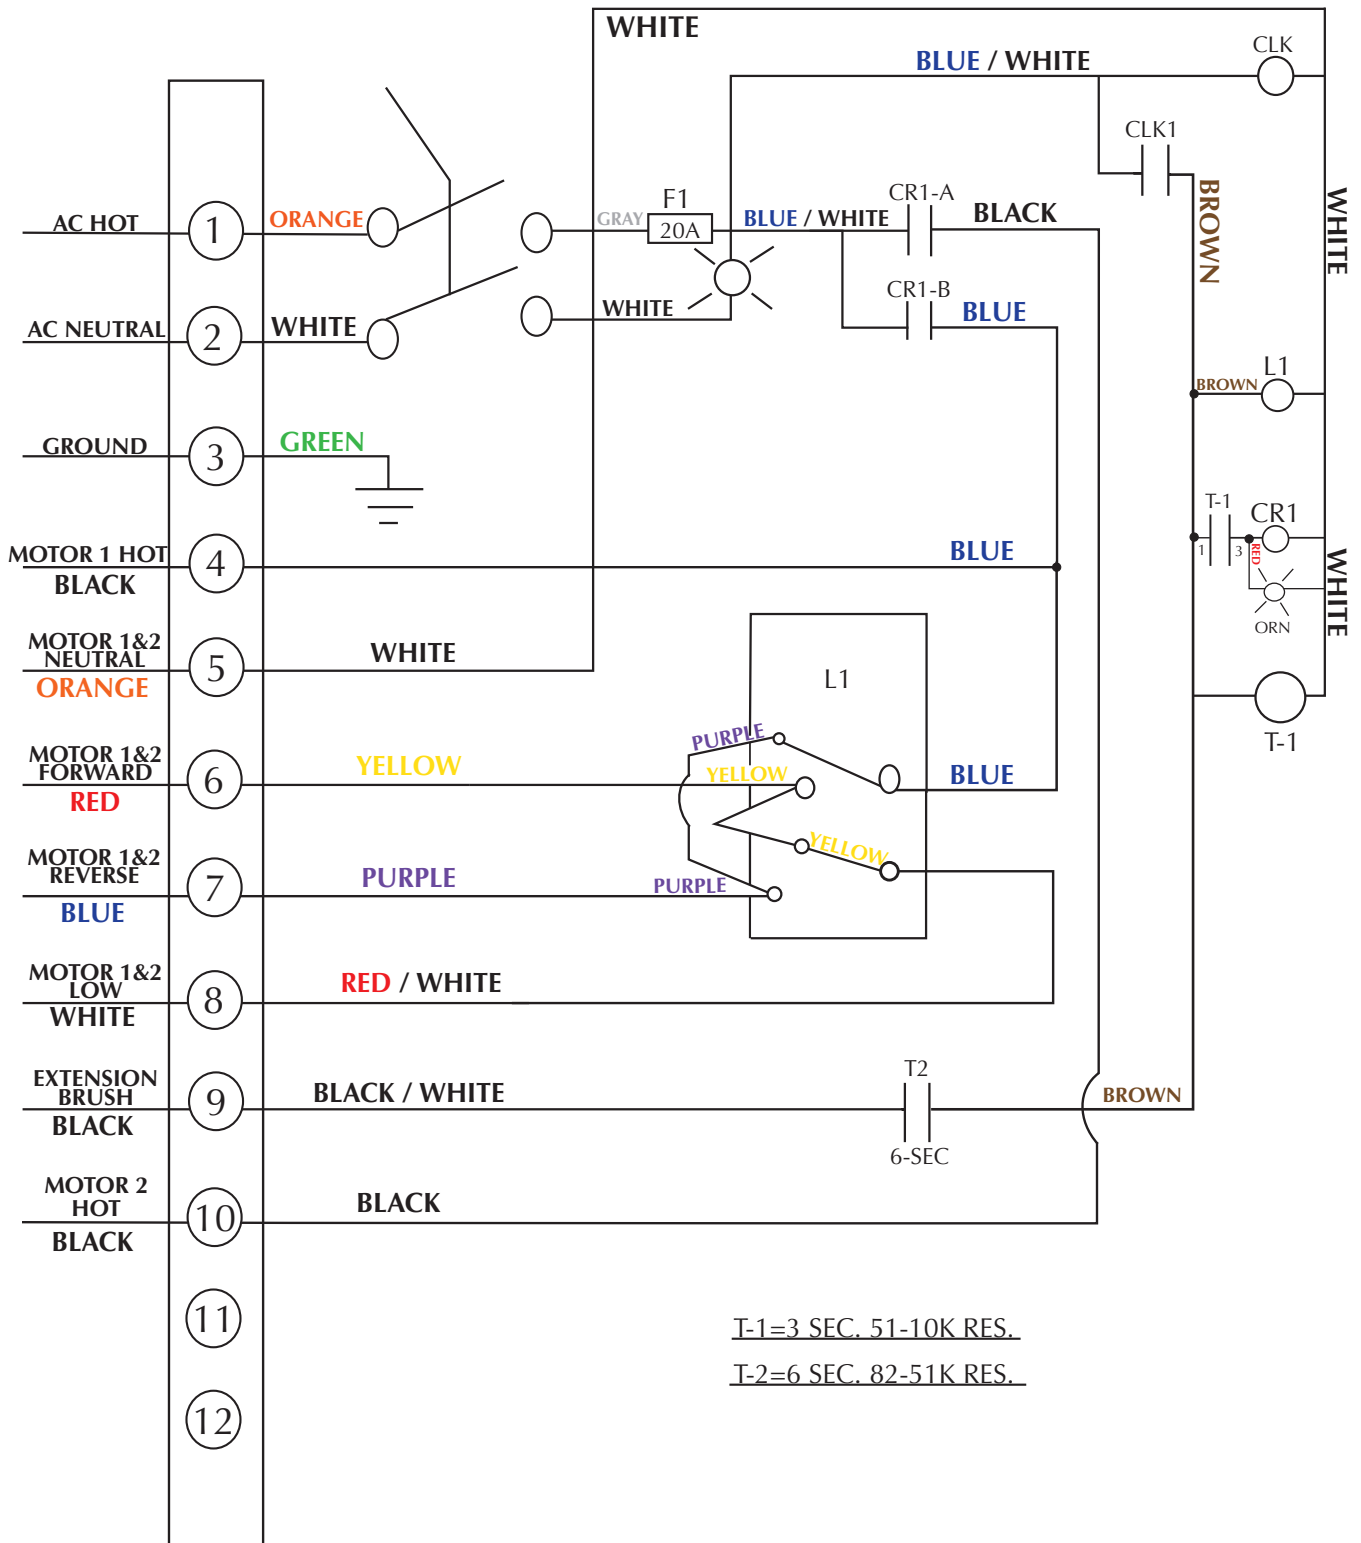 WHITE
CLK
BLUE / WHITE
CLK1
BROWN
WHITE
AC HOT
1
ORANGE
GRAY
F1
20A
BLUE / WHITE
CR1-A
BLACK
CR1-B
BLUE
AC NEUTRAL
2
WHITE
WHITE
BROWN
L1
GROUND
3
GREEN
T-1
1
3
RED
CR1
ORN
WHITE
MOTOR 1 HOT
BLACK
4
BLUE
MOTOR 1&2
NEUTRAL
ORANGE
5
WHITE
L1
T-1
MOTOR 1&2
FORWARD
RED
6
YELLOW
PURPLE
YELLOW
BLUE
YELLOW
MOTOR 1&2
REVERSE
BLUE
7
PURPLE
PURPLE
MOTOR 1&2
LOW
WHITE
8
RED / WHITE
EXTENSION
BRUSH
BLACK
9
BLACK / WHITE
T2
6-SEC
BROWN
MOTOR 2
HOT
BLACK
10
BLACK
11
12
T-1=3 SEC. 51-10K RES.
T-2=6 SEC. 82-51K RES.